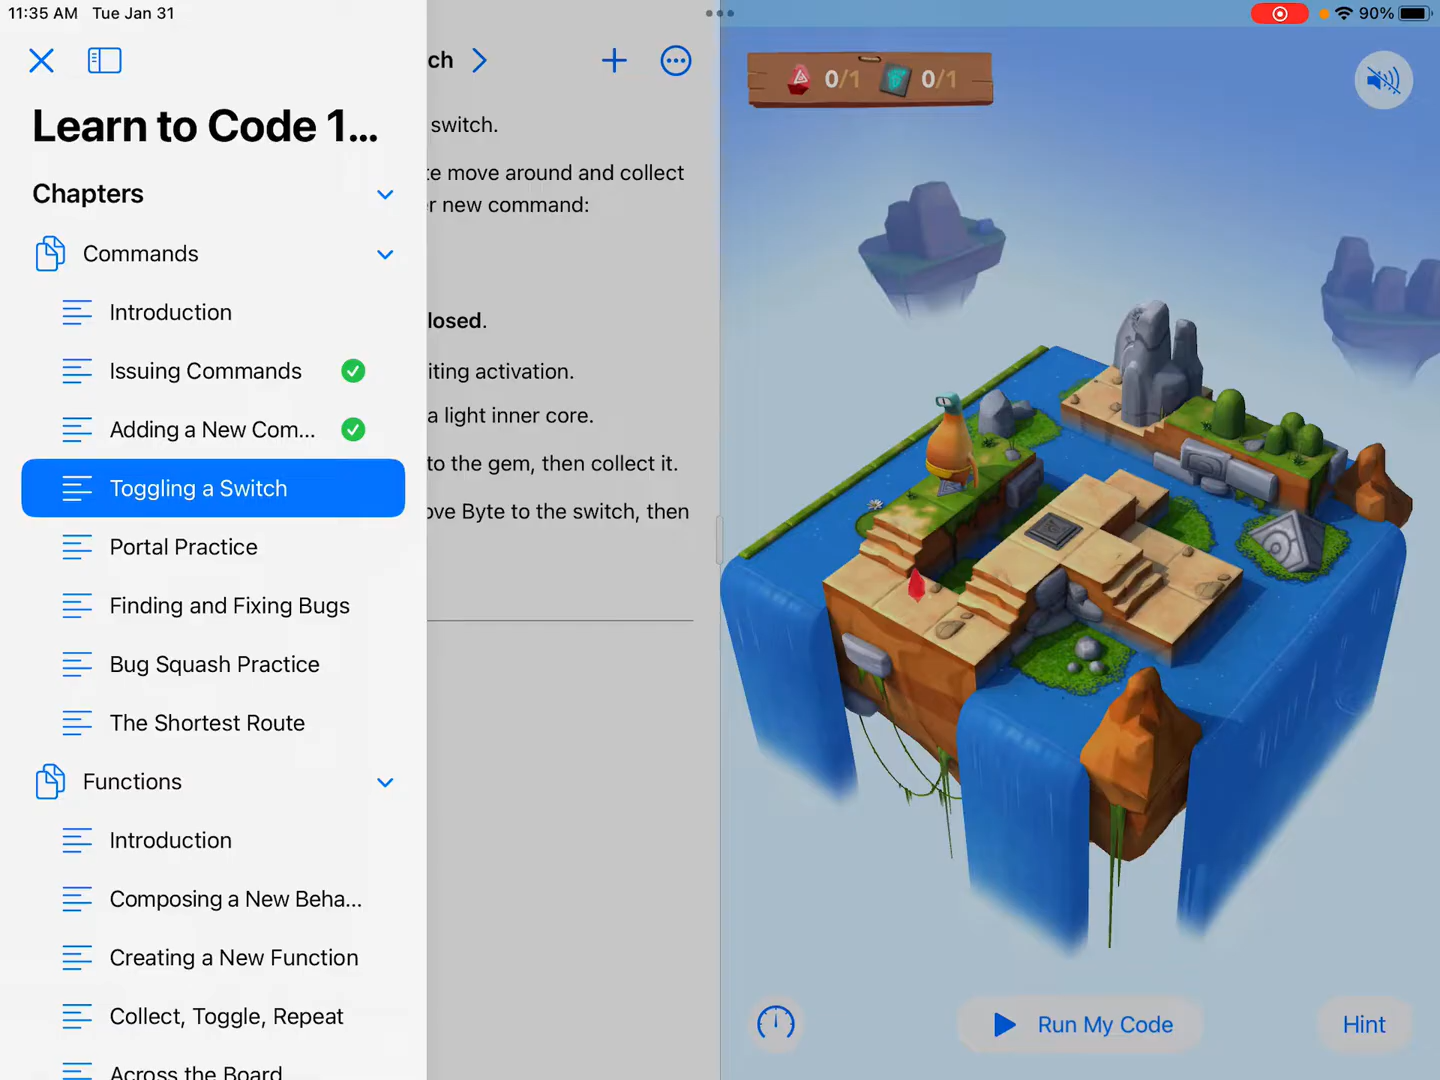 11:35 AM Tue Jan 31
90%
Learn to Code 1...
Chapters
Commands
Introduction
Issuing Commands
Adding a New Com...
Toggling a Switch
Portal Practice
Finding and Fixing Bugs
Bug Squash Practice
The Shortest Route
Functions
Introduction
Composing a New Beha...
Creating a New Function
Collect, Toggle, Repeat
Across the Board
ch
switch.
te move around and collect
r new command:
losed.
iting activation.
a light inner core.
to the gem, then collect it.
ove Byte to the switch, then
0/1 0/1
Run My Code
Hint